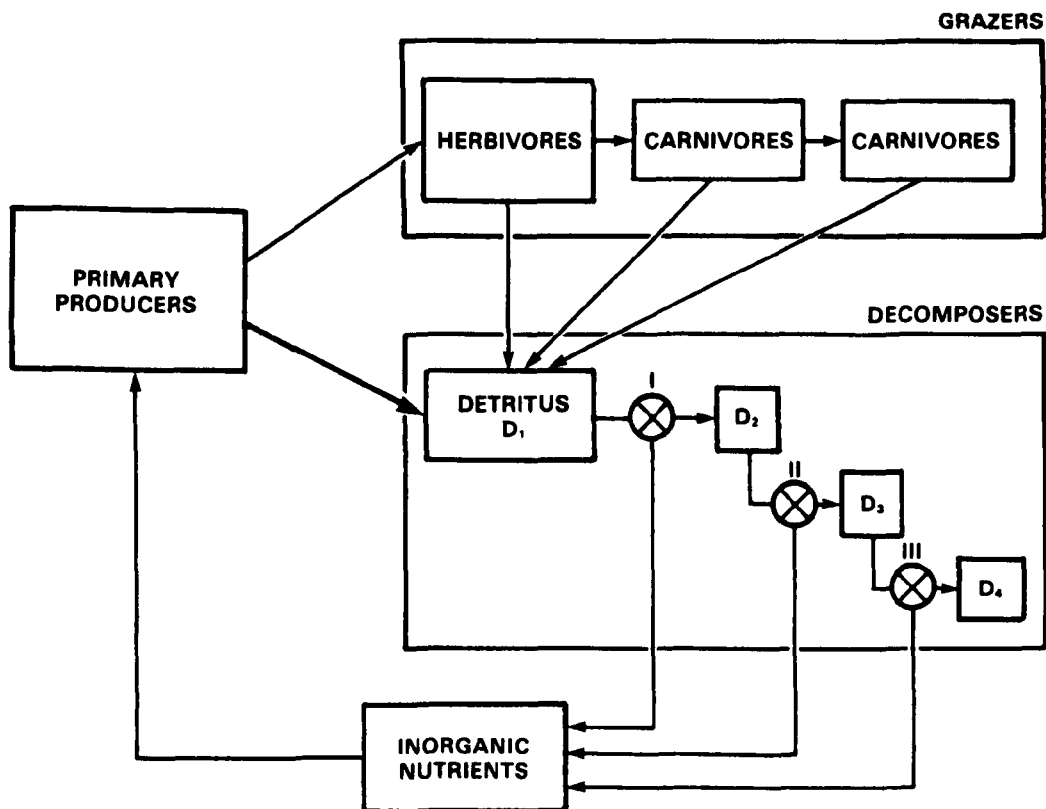 GRAZERS
HERBIVORES
CARNIVORES
CARNIVORES
PRIMARY
PRODUCERS
DECOMPOSERS
DETRITUS
D₁
I
D₂
II
D₃
III
D₄
INORGANIC
NUTRIENTS